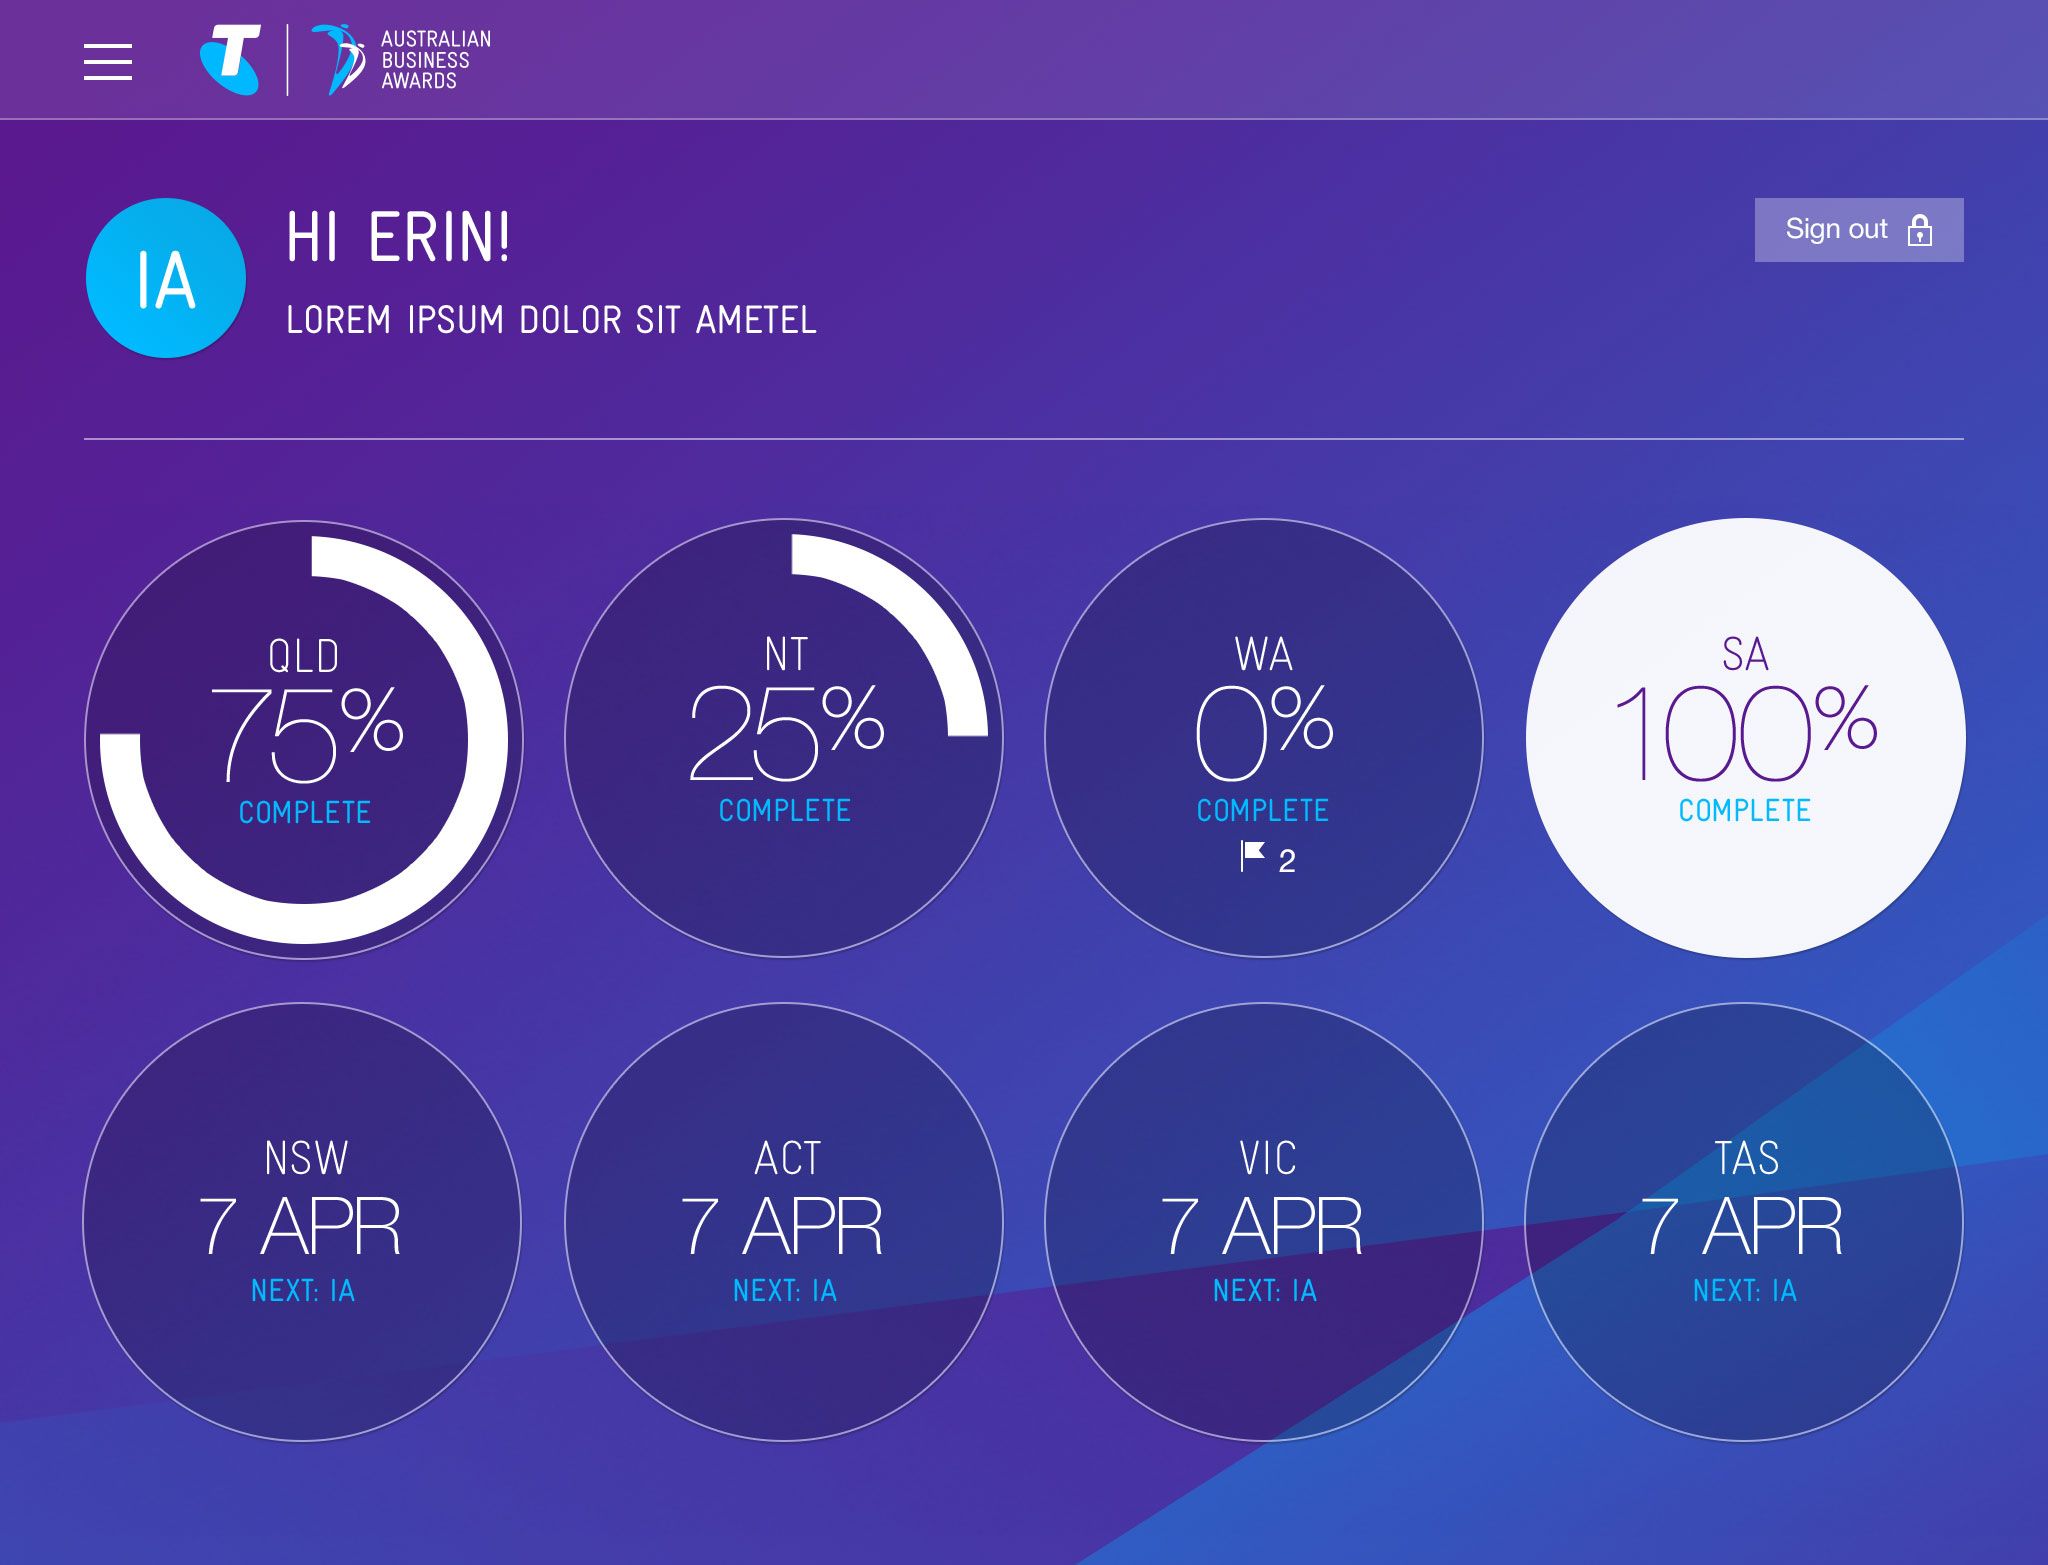 T
AUSTRALIAN
BUSINESS
AWARDS
IA
HI ERIN!
LOREM IPSUM DOLOR SIT AMETEL
Sign out
QLD
75%
COMPLETE
NT
25%
COMPLETE
WA
0%
COMPLETE
2
SA
100%
COMPLETE
NSW
7 APR
NEXT: IA
ACT
7 APR
NEXT: IA
VIC
7 APR
NEXT: IA
TAS
7 APR
NEXT: IA